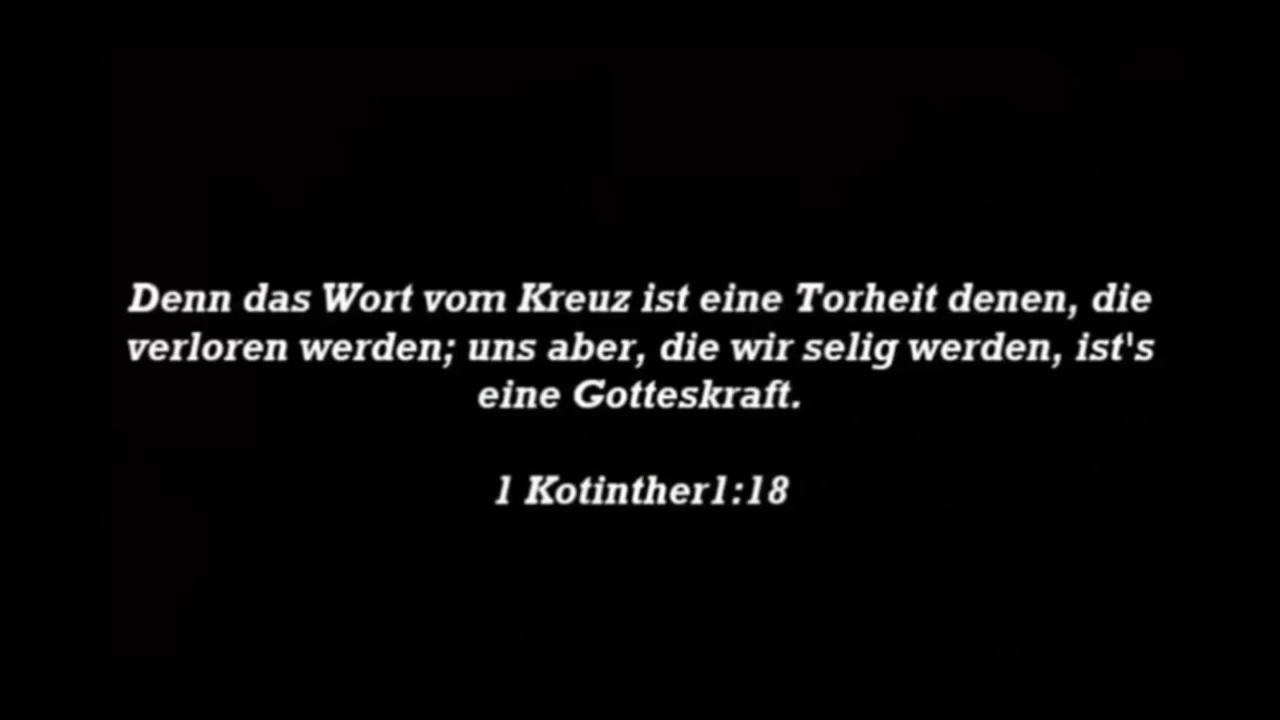 Denn das Wort vom Kreuz ist eine Torheit denen, die
verloren werden; uns aber, die wir selig werden, ist's
eine Gotteskraft.
1 Kotinther1:18